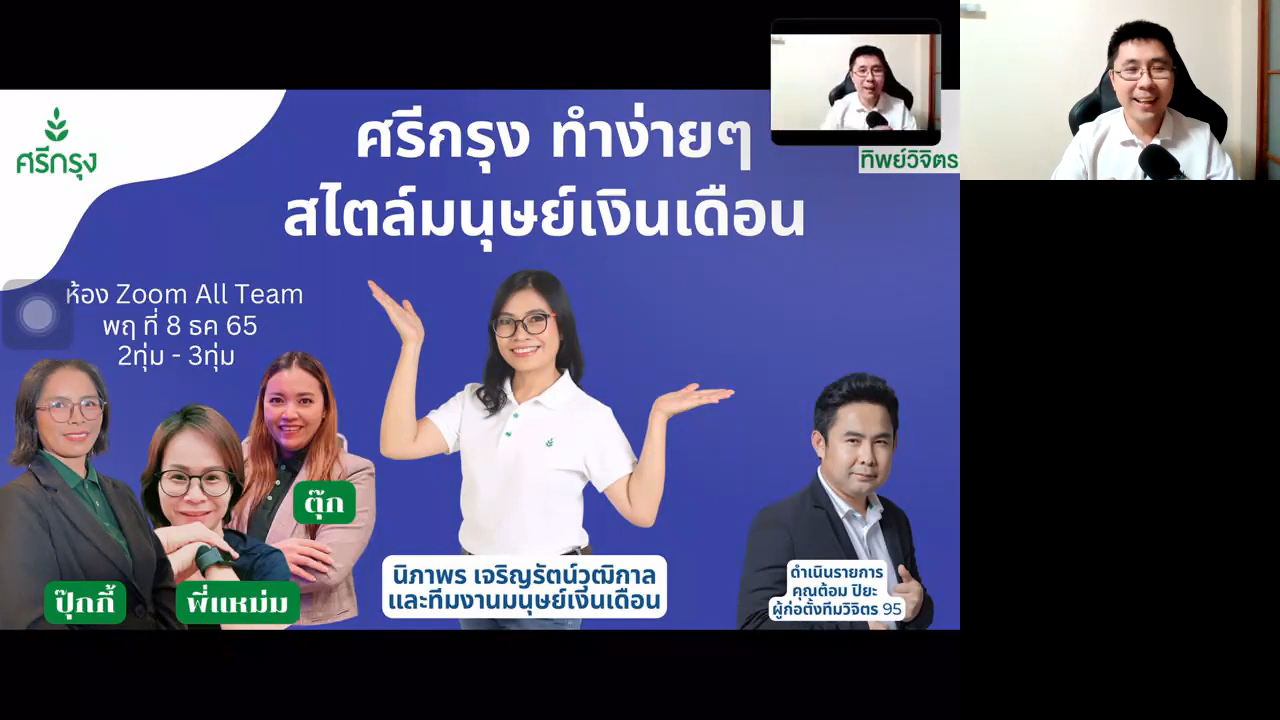 ศรีกรุง
ศรีกรุง ทำง่ายๆ
สไตล์มนุษย์เงินเดือน
ทิพย์วิจิตร
ห้อง Zoom All Team
พฤ ที่ 8 ธค 65
2ทุ่ม - 3ทุ่ม
ตุ๊ก
ปุ๊กกี้
พี่แหม่ม
นิภาพร เจริญรัตน์วุฒิกาล
และทีมงานมนุษย์เงินเดือน
ดำเนินรายการ
คุณต้อม ปิยะ
ผู้ก่อตั้งทีมวิจิตร 95